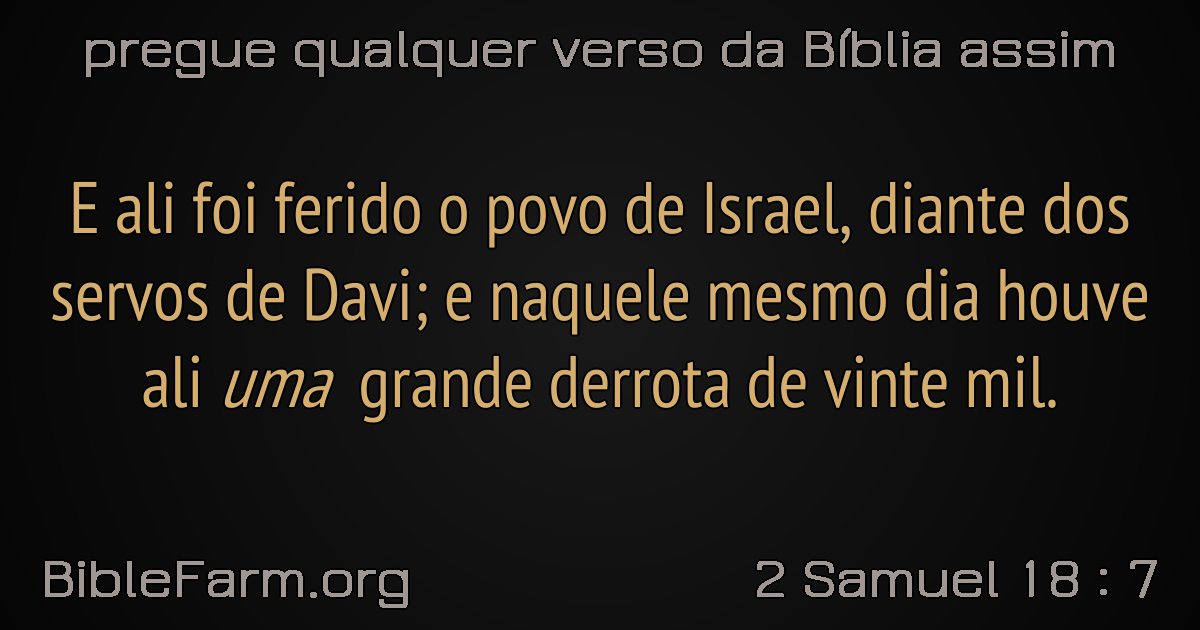 pregue qualquer verso da Bíblia assim
E ali foi ferido o povo de Israel, diante dos
servos de Davi; e naquele mesmo dia houve
ali uma grande derrota de vinte mil.
BibleFarm.org
2 Samuel 18 : 7